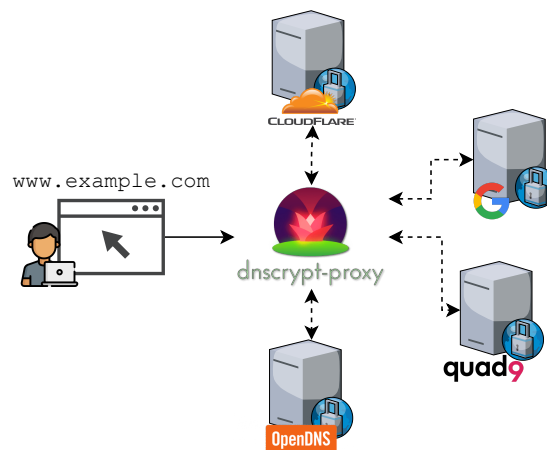 CLOUDFLARE
www.example.com
G
dnscrypt-proxy
quad9
OpenDNS